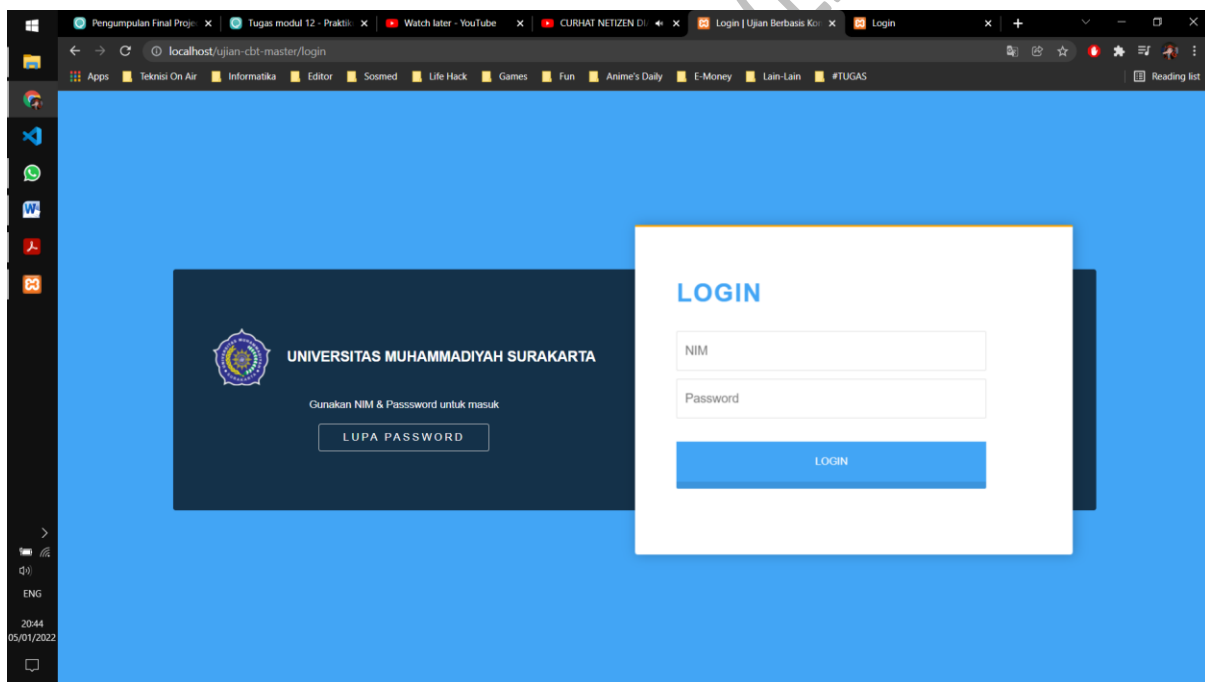 Pengumpulan Final Proje
Tugas modul 12 - Praktik
Watch later - YouTube
CURHAT NETIZEN DI
Login | Ujian Berbasis Kom
Login
localhost/ujian-cbt-master/login
Apps
Teknisi On Air
Informatika
Editor
Sosmed
Life Hack
Games
Fun
Anime's Daily
E-Money
Lain-Lain
#TUGAS
Reading list
LOGIN
NIM
UNIVERSITAS MUHAMMADIYAH SURAKARTA
Password
Gunakan NIM & Passsword untuk masuk
LUPA PASSWORD
LOGIN
ENG
20:44
05/01/2022